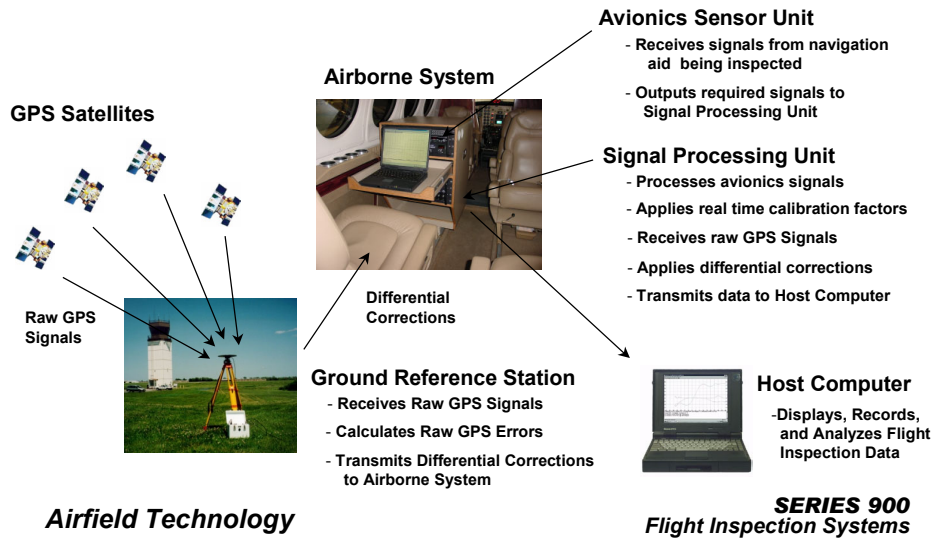 GPS Satellites
Raw GPS
Signals
Airborne System
Differential
Corrections
Ground Reference Station
- Receives Raw GPS Signals
- Calculates Raw GPS Errors
- Transmits Differential Corrections
to Airborne System
Avionics Sensor Unit
- Receives signals from navigation
aid being inspected
- Outputs required signals to
Signal Processing Unit
Signal Processing Unit
- Processes avionics signals
- Applies real time calibration factors
- Receives raw GPS Signals
- Applies differential corrections
- Transmits data to Host Computer
Host Computer
-Displays, Records,
and Analyzes Flight
Inspection Data
Airfield Technology
SERIES 900
Flight Inspection Systems